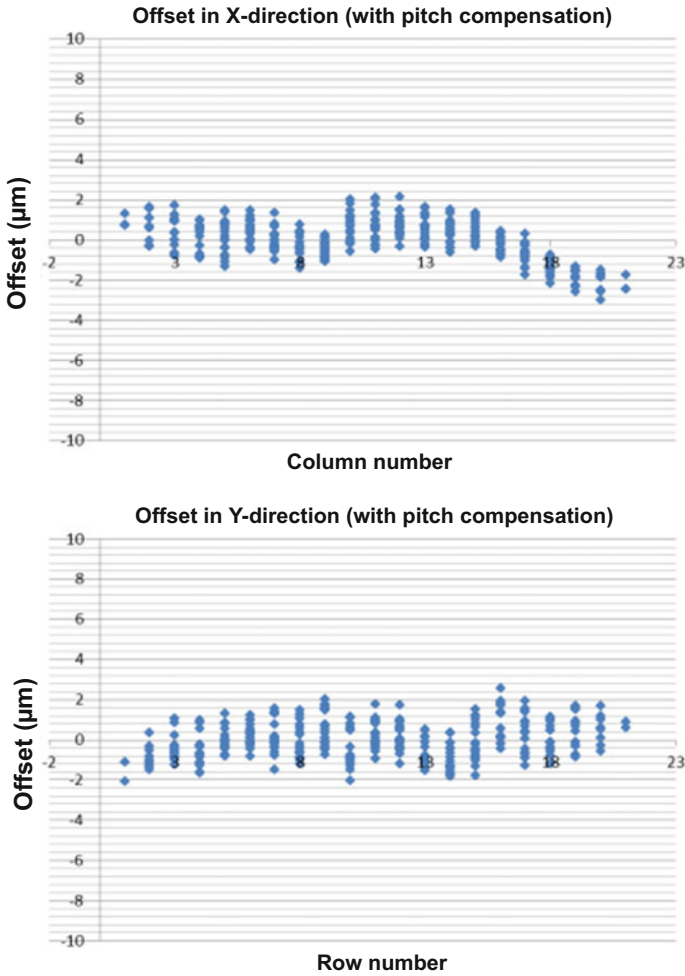 Offset in X-direction (with pitch compensation)
10
8
6
4
2
0
-2 3 8 13 18 23
-2
-4
-6
-8
-10
Offset (µm)
Column number
Offset in Y-direction (with pitch compensation)
10
8
6
4
2
0
-2 3 8 13 18 23
-2
-4
-6
-8
-10
Offset (µm)
Row number